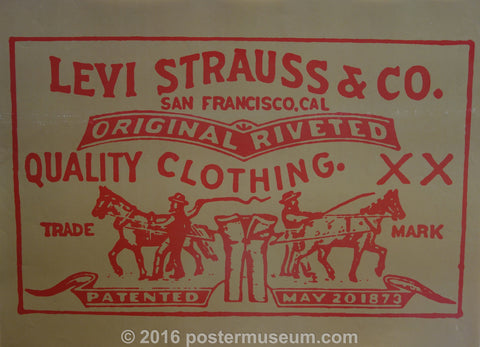 LEVI STRAUSS & CO.
SAN FRANCISCO, CAL
ORIGINAL RIVETED
QUALITY CLOTHING. XX
TRADE MARK
PATENTED MAY 20 1873
© 2016 postermuseum.com